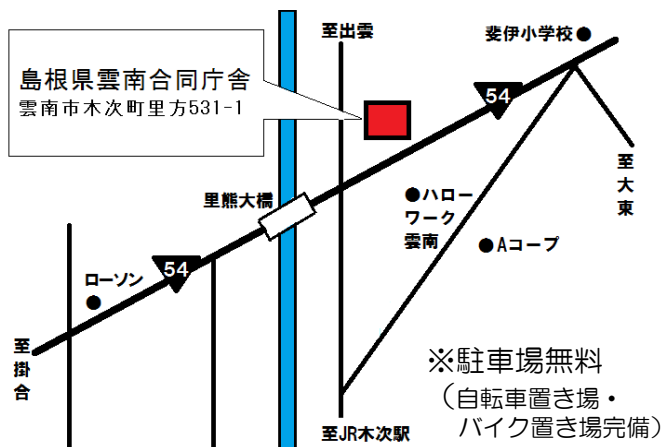 至出雲
斐伊小学校
島根県雲南合同庁舎
雲南市木次町里方531-1
54
至大東
里熊大橋
ハロー
ワーク
雲南
Aコープ
54
ローソン
至掛合
※駐車場無料
（自転車置き場・
バイク置き場完備）
至JR木次駅